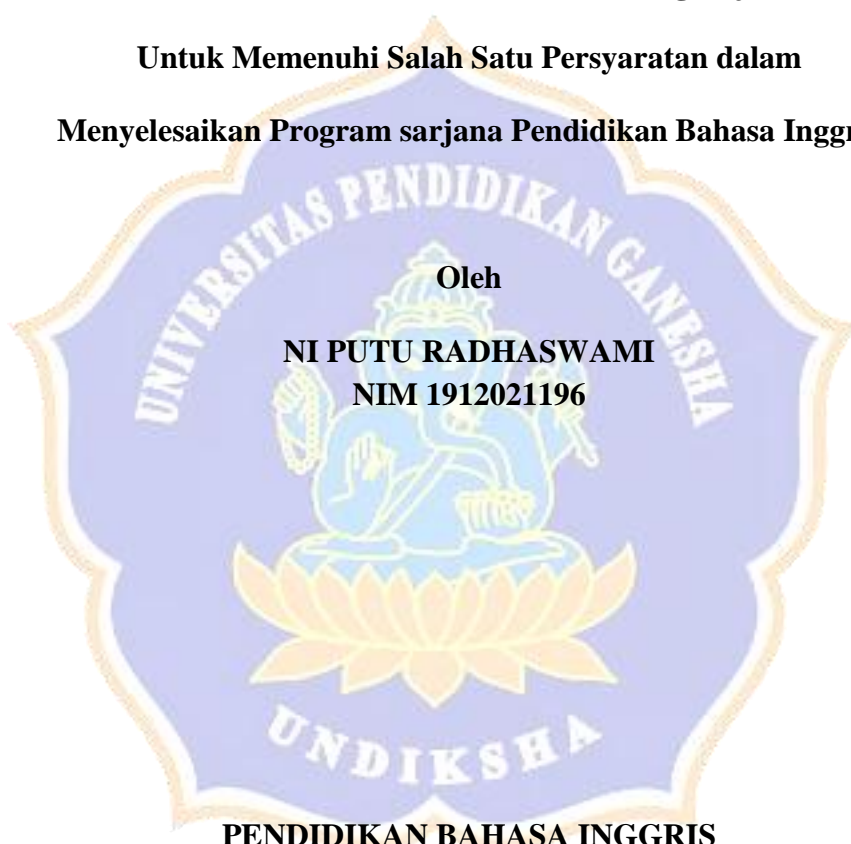 Untuk Memenuhi Salah Satu Persyaratan dalam
Menyelesaikan Program sarjana Pendidikan Bahasa
UNIVERSITAS PENDIDIKAN GANESHA
Oleh
NI PUTU RADHASWAMI
NIM 1912021196
UNDIKSHA
PENDIDIKAN BAHASA INGGRIS